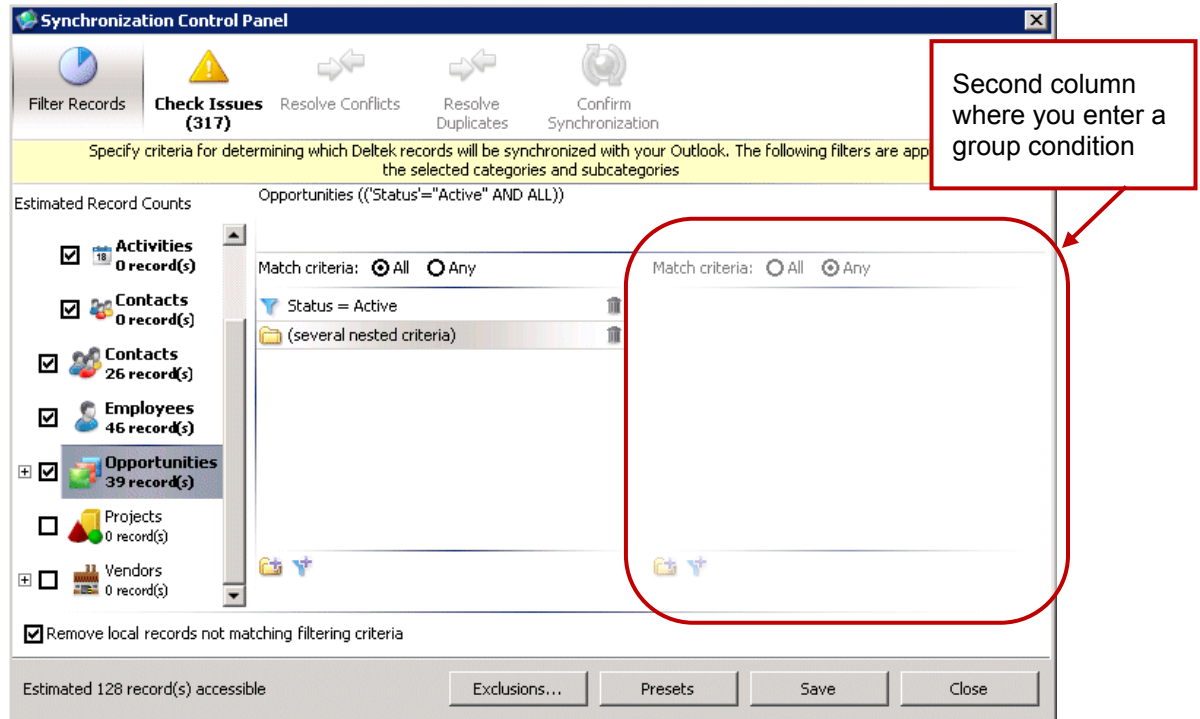 Synchronization Control Panel
Second column
where you enter a
group condition
Filter Records
Check Issues
(317)
Resolve Conflicts
Resolve
Duplicates
Confirm
Synchronization
Specify criteria for determining which Deltek records will be synchronized with your Outlook. The following filters are app
the selected categories and subcategories
Estimated Record Counts
Opportunities (('Status'="Active" AND ALL))
18
Activities
0 record(s)
Contacts
0 record(s)
Contacts
26 record(s)
Employees
46 record(s)
Opportunities
39 record(s)
Projects
0 record(s)
Vendors
0 record(s)
Match criteria: All Any
Status = Active
(several nested criteria)
Match criteria: All Any
Remove local records not matching filtering criteria
Estimated 128 record(s) accessible
Exclusions...
Presets
Save
Close